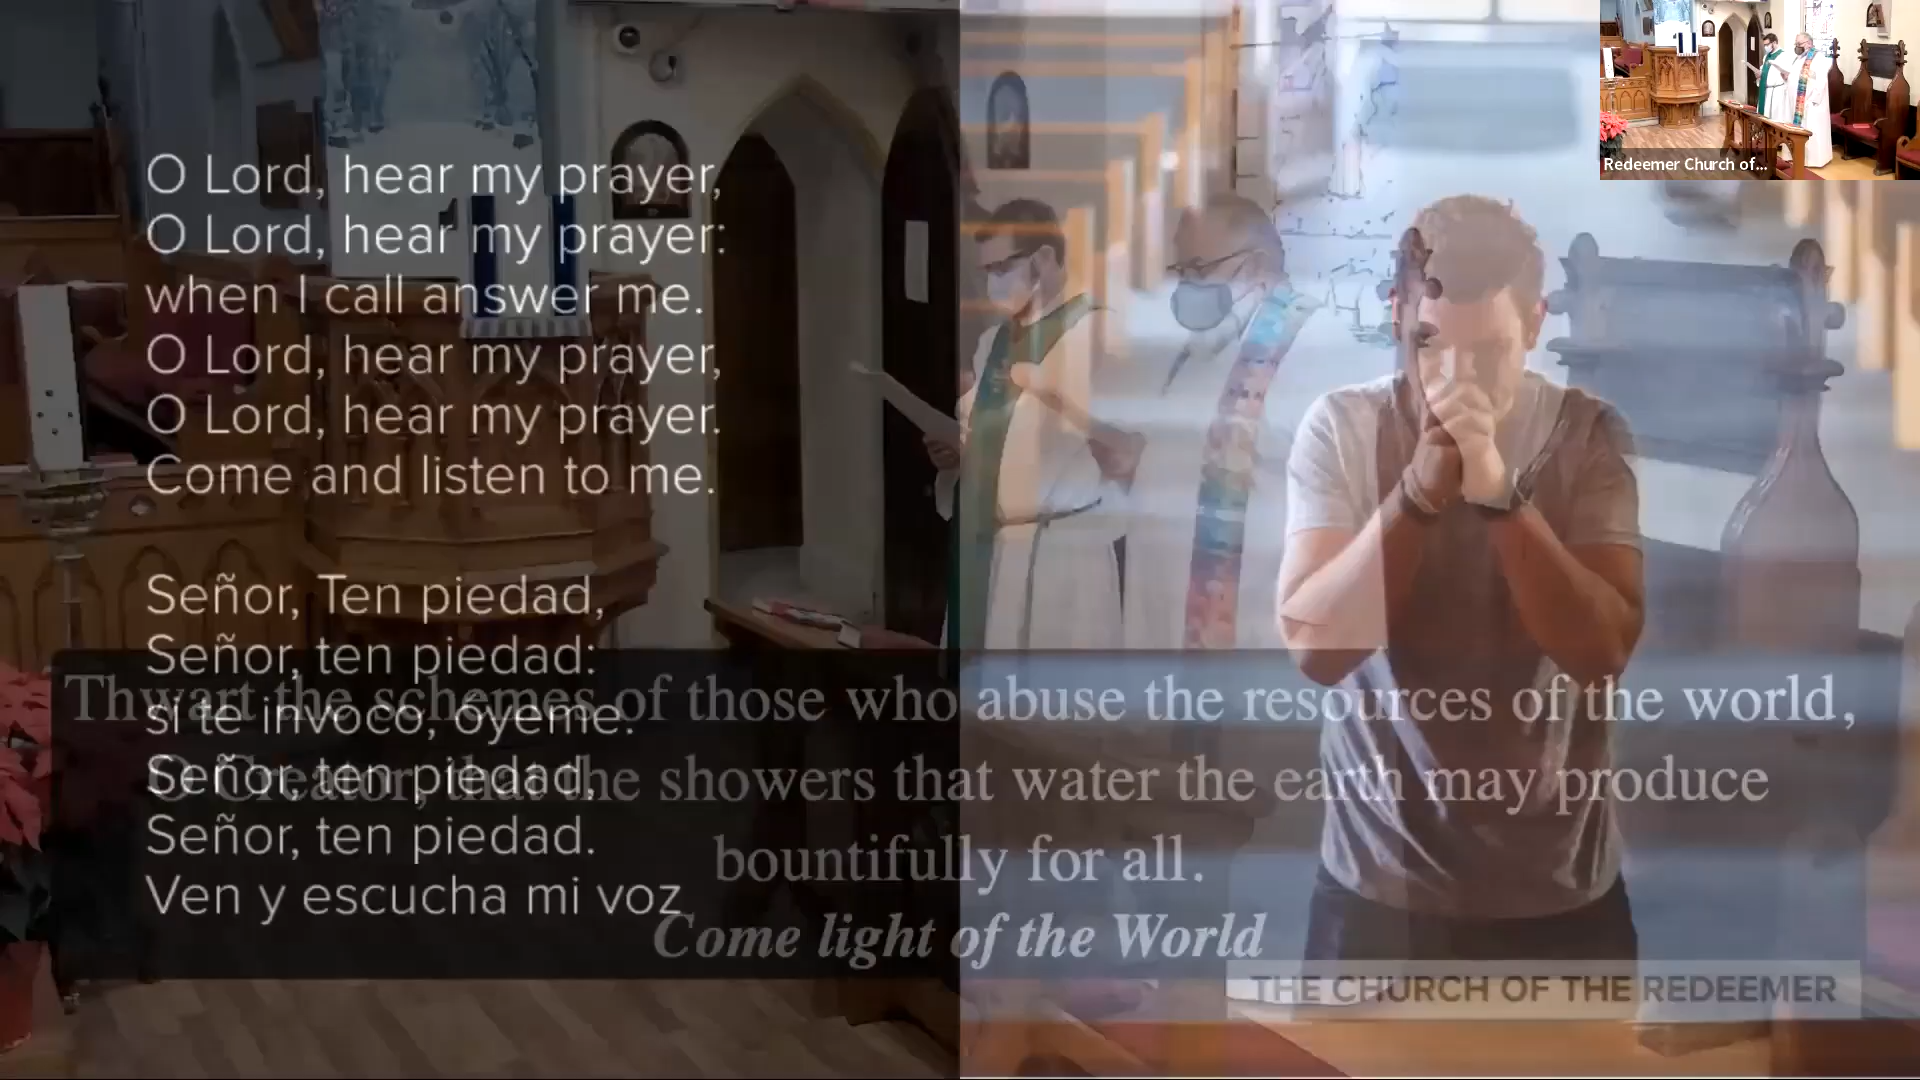 O Lord, hear my prayer,
O Lord, hear my prayer:
when I call answer me.
O Lord, hear my prayer,
O Lord, hear my prayer.
Come and listen to me.
Señor, Ten piedad,
Señor, ten piedad:
si te invoco, óyeme.
Señor, ten piedad,
Señor, ten piedad.
Ven y escucha mi voz
Thwart the schemes of those who abuse the resources of the world,
O Creator, that the showers that water the earth may produce
bountifully for all.
Come light of the World
THE CHURCH OF THE REDEEMER
Redeemer Church of...